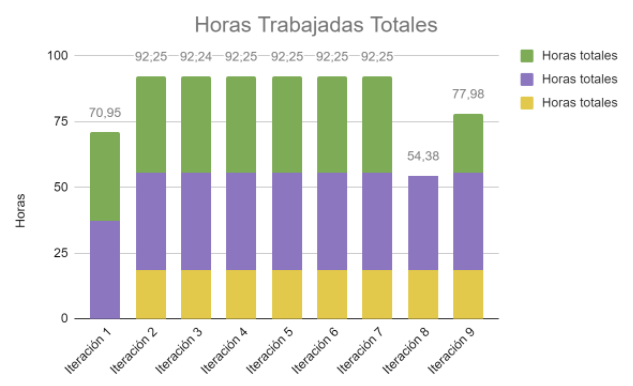 Horas Trabajadas Totales
Horas totales
Horas totales
Horas totales
Horas
100
75
50
25
0
70,95
92,25
92,24
92,25
92,25
92,25
92,25
54,38
77,98
Iteración 1
Iteración 2
Iteración 3
Iteración 4
Iteración 5
Iteración 6
Iteración 7
Iteración 8
Iteración 9